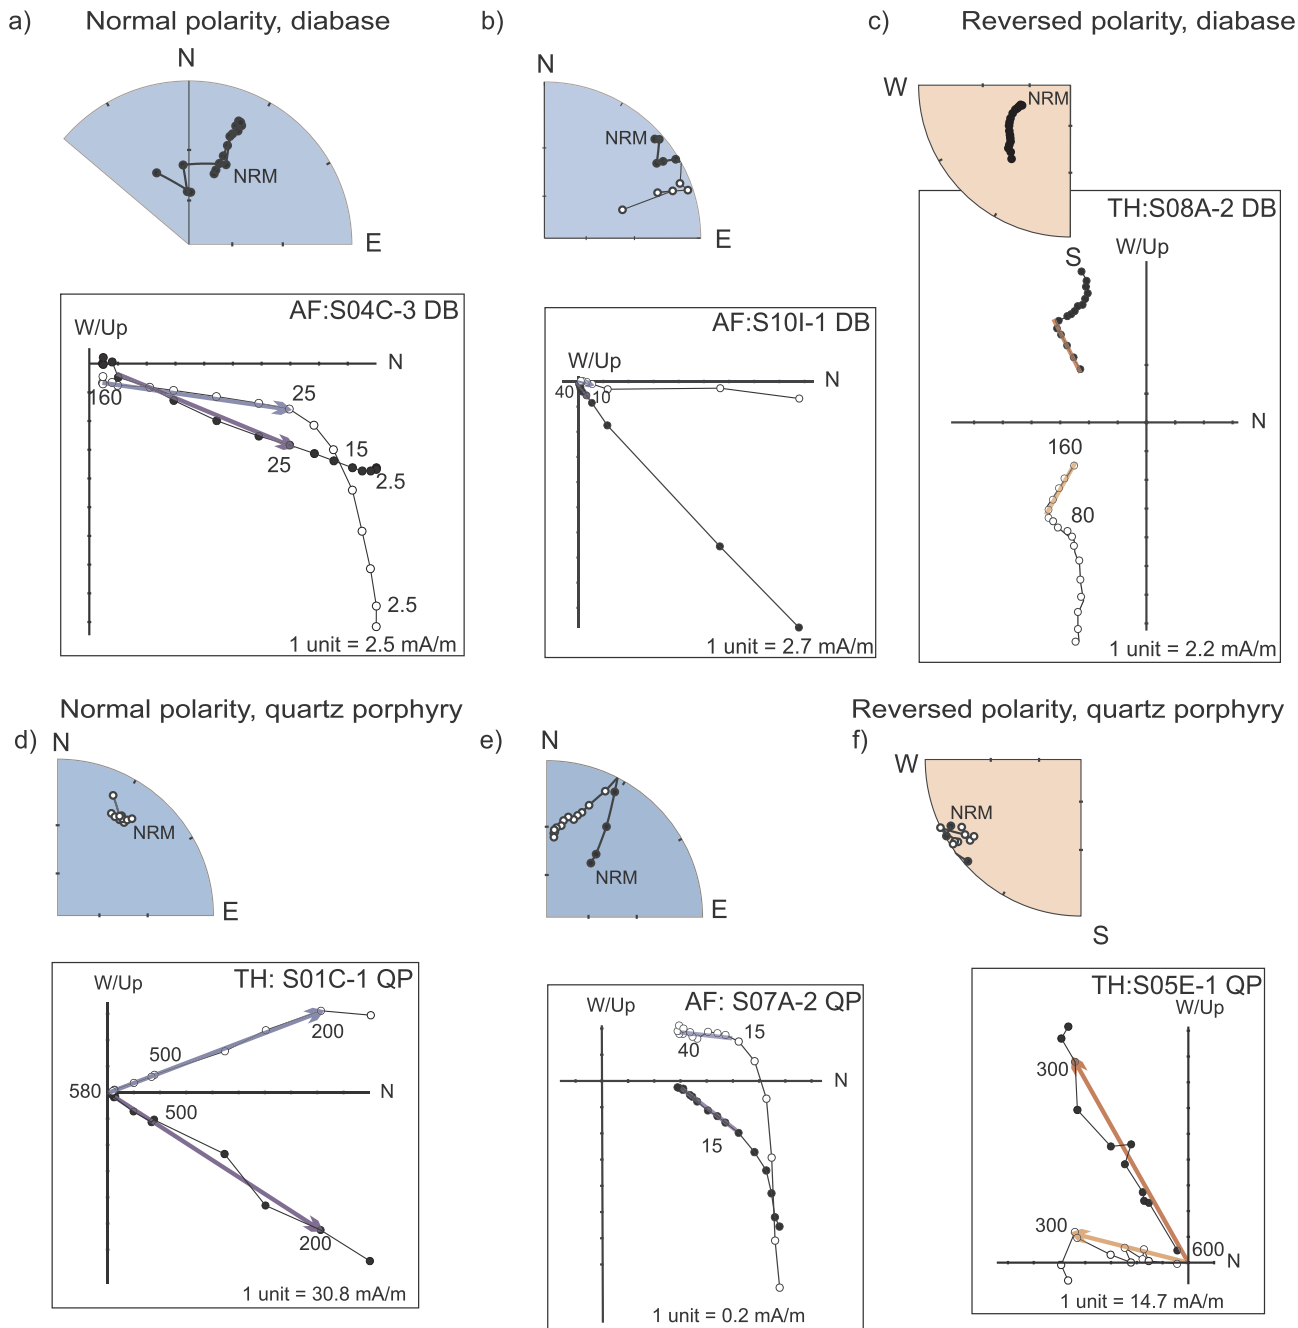 a) Normal polarity, diabase
N
NRM
E
AF:S04C-3 DB
W/Up
N
160
25
15
25
2.5
2.5
1 unit = 2.5 mA/m
b)
N
NRM
E
AF:S10I-1 DB
W/Up
N
40
10
1 unit = 2.7 mA/m
c) Reversed polarity, diabase
W
NRM
S
TH:S08A-2 DB
W/Up
N
160
80
1 unit = 2.2 mA/m
Normal polarity, quartz porphyry
d)
N
NRM
E
TH: S01C-1 QP
W/Up
200
500
580
N
500
200
1 unit = 30.8 mA/m
e)
N
NRM
E
AF: S07A-2 QP
W/Up
15
40
N
15
1 unit = 0.2 mA/m
Reversed polarity, quartz porphyry
f)
W
NRM
S
TH:S05E-1 QP
W/Up
300
300
600
N
1 unit = 14.7 mA/m